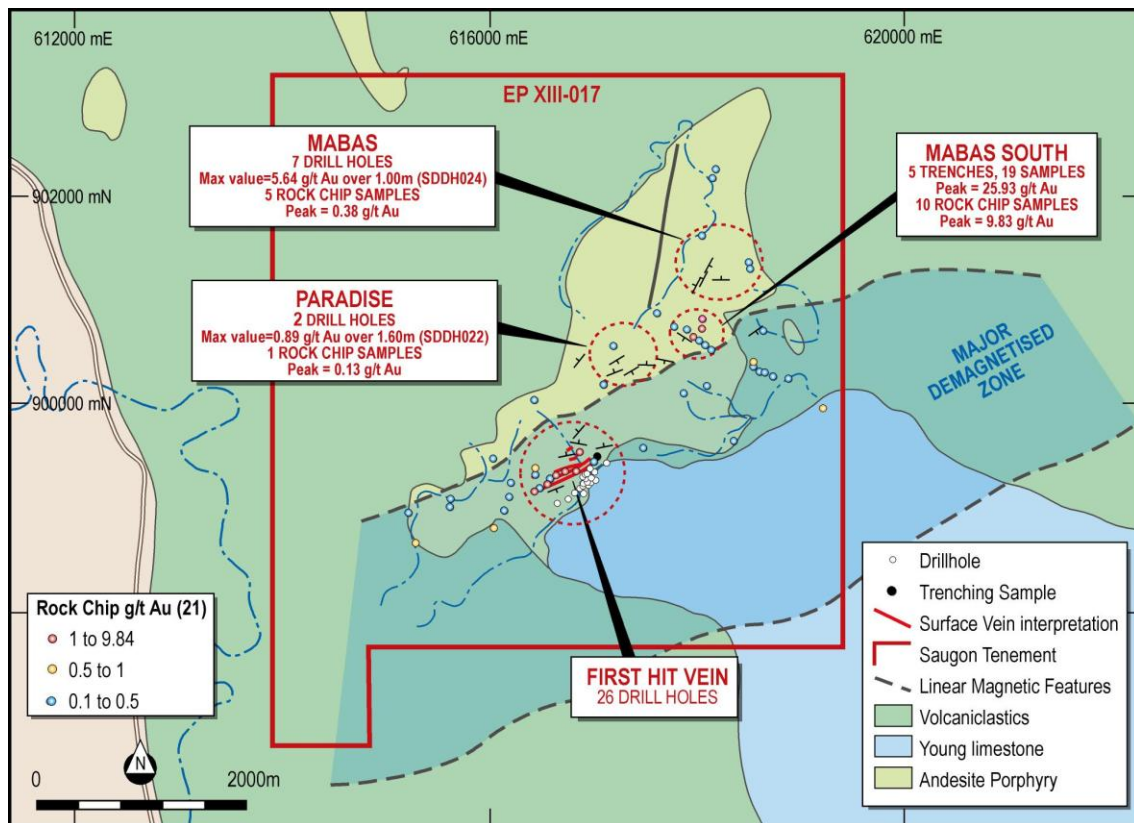 612000 mE
616000 mE
620000 mE
902000 mN
900000 mN
EP XIII-017
MABAS
7 DRILL HOLES
Max value=5.64 g/t Au over 1.00m (SDDH024)
5 ROCK CHIP SAMPLES
Peak = 0.38 g/t Au
MABAS SOUTH
5 TRENCHES, 19 SAMPLES
Peak = 25.93 g/t Au
10 ROCK CHIP SAMPLES
Peak = 9.83 g/t Au
PARADISE
2 DRILL HOLES
Max value=0.89 g/t Au over 1.60m (SDDH022)
1 ROCK CHIP SAMPLES
Peak = 0.13 g/t Au
MAJOR
DEMAGNETISED
ZONE
FIRST HIT VEIN
26 DRILL HOLES
Rock Chip g/t Au (21)
1 to 9.84
0.5 to 1
0.1 to 0.5
N
0 2000m
Drillhole
Trenching Sample
Surface Vein interpretation
Saugon Tenement
Linear Magnetic Features
Volcaniclastics
Young limestone
Andesite Porphyry